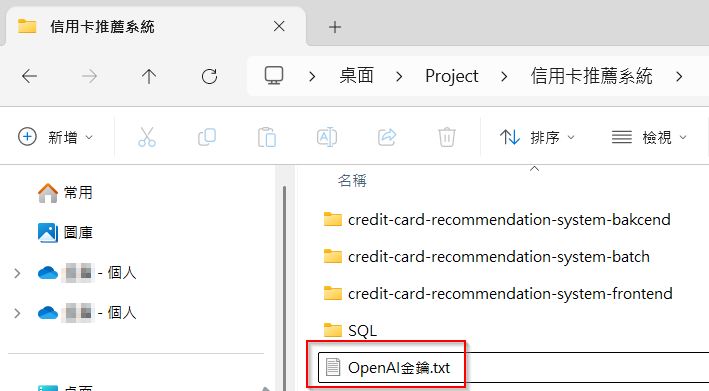 信用卡推薦系統
桌面 Project 信用卡推薦系統
新增 排序 檢視
名稱
常用
圖庫
- 個人
- 個人
credit-card-recommendation-system-bakcend
credit-card-recommendation-system-batch
credit-card-recommendation-system-frontend
SQL
OpenAI金鑰.txt